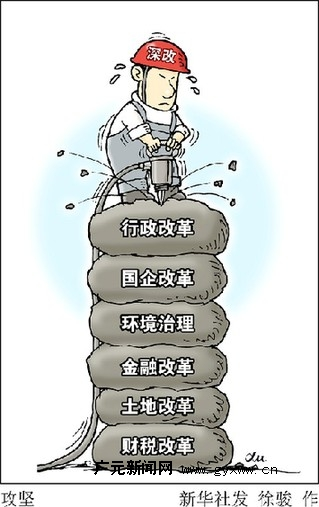 深改
行政改革
国企改革
环境治理
金融改革
土地改革
财税改革
广元新闻网 www.gyxww.cn
攻坚 新华社发 徐骏 作